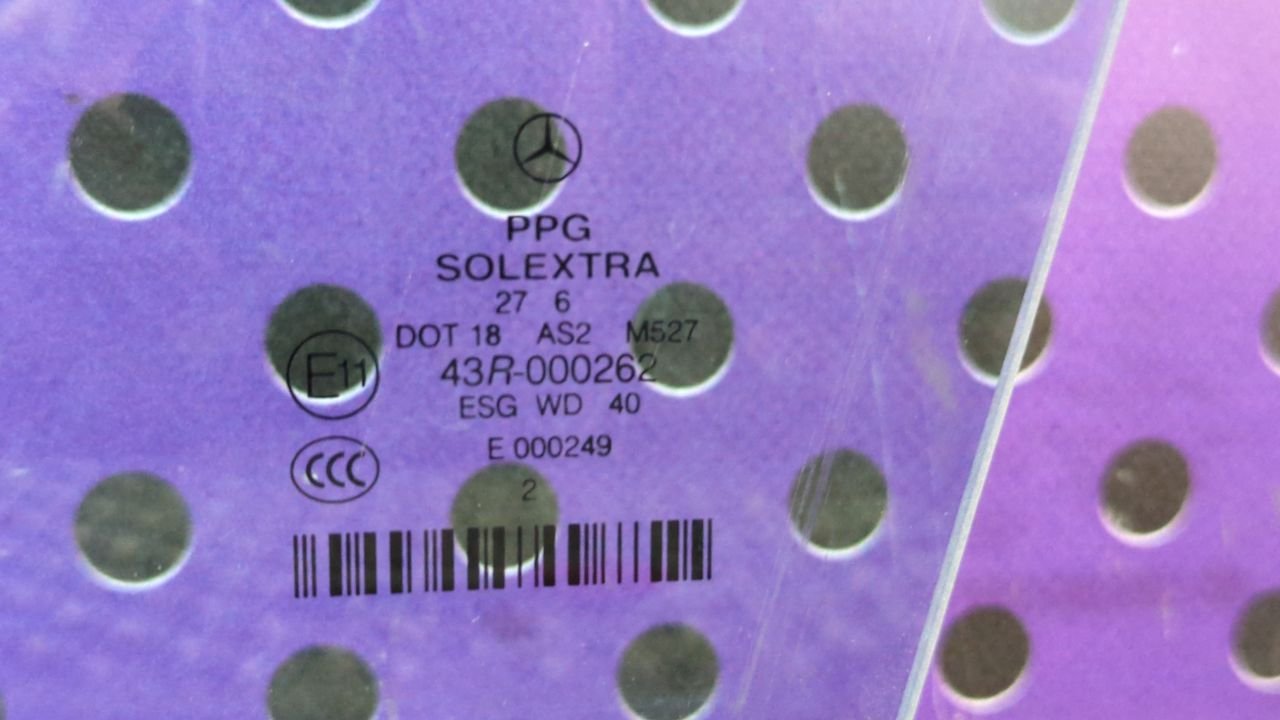 PPG
SOLEXTRA
27 6
DOT 18 AS2 M527
E11 43R-000262
ESG WD 40
CCC E 000249
2